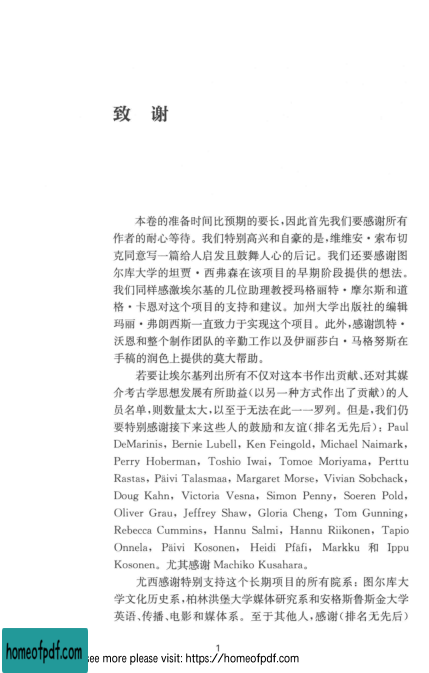 致 谢
本卷的准备时间比预期的要长,因此首先我们要感谢所有
作者的耐心等待。我们特别高兴和自豪的是,维维安·索布切
克同意写一篇给人启发且鼓舞人心的后记。我们还要感谢图
尔库大学的坦贾·西弗森在该项目的早期阶段提供的想法。
我们同样感激埃尔基的几位助理教授玛格丽特·摩尔斯和道
格·卡恩对这个项目的支持和建议。加州大学出版社的编辑
玛丽·弗朗西斯一直致力于实现这个项目。此外,感谢凯特·
沃恩和整个制作团队的辛勤工作以及伊丽莎白·马格努斯在
手稿的润色上提供的莫大帮助。
若要让埃尔基列出所有不仅对这本书作出贡献、还对其媒
介考古学思想发展有所助益(以另一种方式作出了贡献)的人
员名单,则数量太大,以至于无法在此一一罗列。但是,我们仍
要特别感谢接下来这些人的鼓励和友谊(排名无先后):Paul
DeMarinis, Bernie Lubell, Ken Feingold, Michael Naimark,
Perry Hoberman, Toshio Iwai, Tomoe Moriyama, Perttu
Rastas, Päivi Talasmaa, Margaret Morse, Vivian Sobchack,
Doug Kahn, Victoria Vesna, Simon Penny, Soeren Pold,
Oliver Grau, Jeffrey Shaw, Gloria Cheng, Tom Gunning,
Rebecca Cummins, Hannu Salmi, Hannu Riikonen, Tapio
Onnela, Päivi Kosonen, Heidi Pfäfi, Markku 和 Ippu
Kosonen。尤其感谢 Machiko Kusahara。
尤西感谢特别支持这个长期项目的所有院系:图尔库大
学文化历史系,柏林洪堡大学媒体研究系和安格斯鲁斯金大学
英语、传播、电影和媒体系。至于其他人,感谢(排名无先后)
1
homeofpdf.com
see more please visit: https://homeofpdf.com